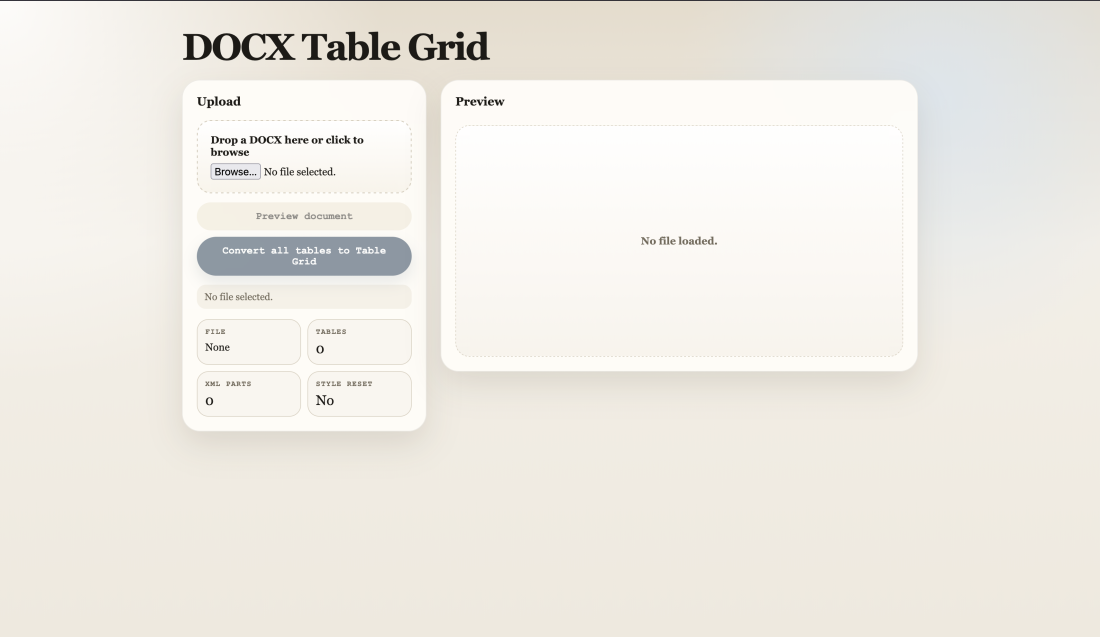 DOCX Table Grid
Upload
Drop a DOCX here or click to
browse
Browse... No file selected.
Preview document
Convert all tables to Table
Grid
No file selected.
FILE
None
TABLES
0
XML PARTS
0
STYLE RESET
No
Preview
No file loaded.